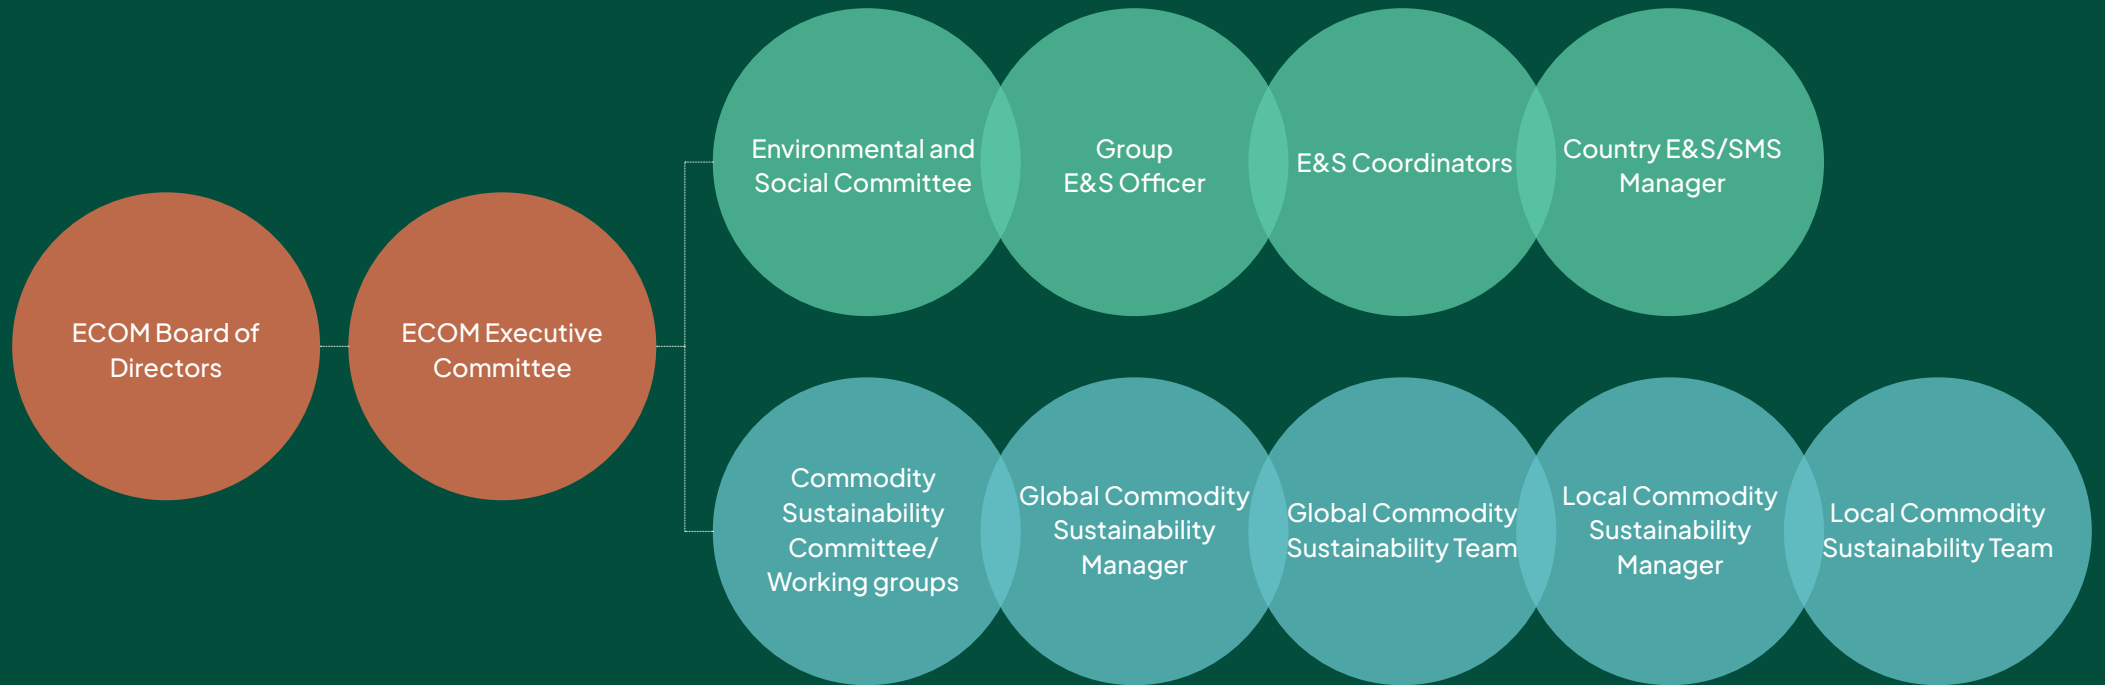 ECOM Board of
Directors
ECOM Executive
Committee
Environmental and
Social Committee
Group
E&S Officer
E&S Coordinators
Country E&S/SMS
Manager
Commodity
Sustainability
Committee/
Working groups
Global Commodity
Sustainability
Manager
Global Commodity
Sustainability Team
Local Commodity
Sustainability
Manager
Local Commodity
Sustainability Team